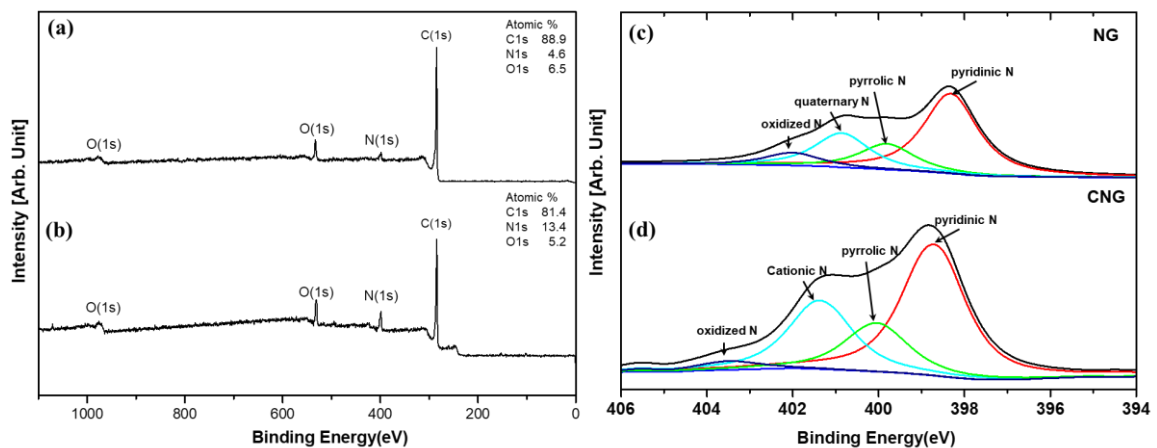 (a)
C(1s)
Atomic %
C1s 88.9
N1s 4.6
O1s 6.5
O(1s)
O(1s)
N(1s)
(b)
C(1s)
Atomic %
C1s 81.4
N1s 13.4
O1s 5.2
O(1s)
O(1s)
N(1s)
Intensity [Arb. Unit]
1000
800
600
400
200
0
Binding Energy(eV)
(c)
NG
pyridinic N
pyrrolic N
quaternary N
oxidized N
(d)
CNG
pyridinic N
pyrrolic N
Cationic N
oxidized N
Intensity [Arb. Unit]
406
404
402
400
398
396
394
Binding Energy(eV)